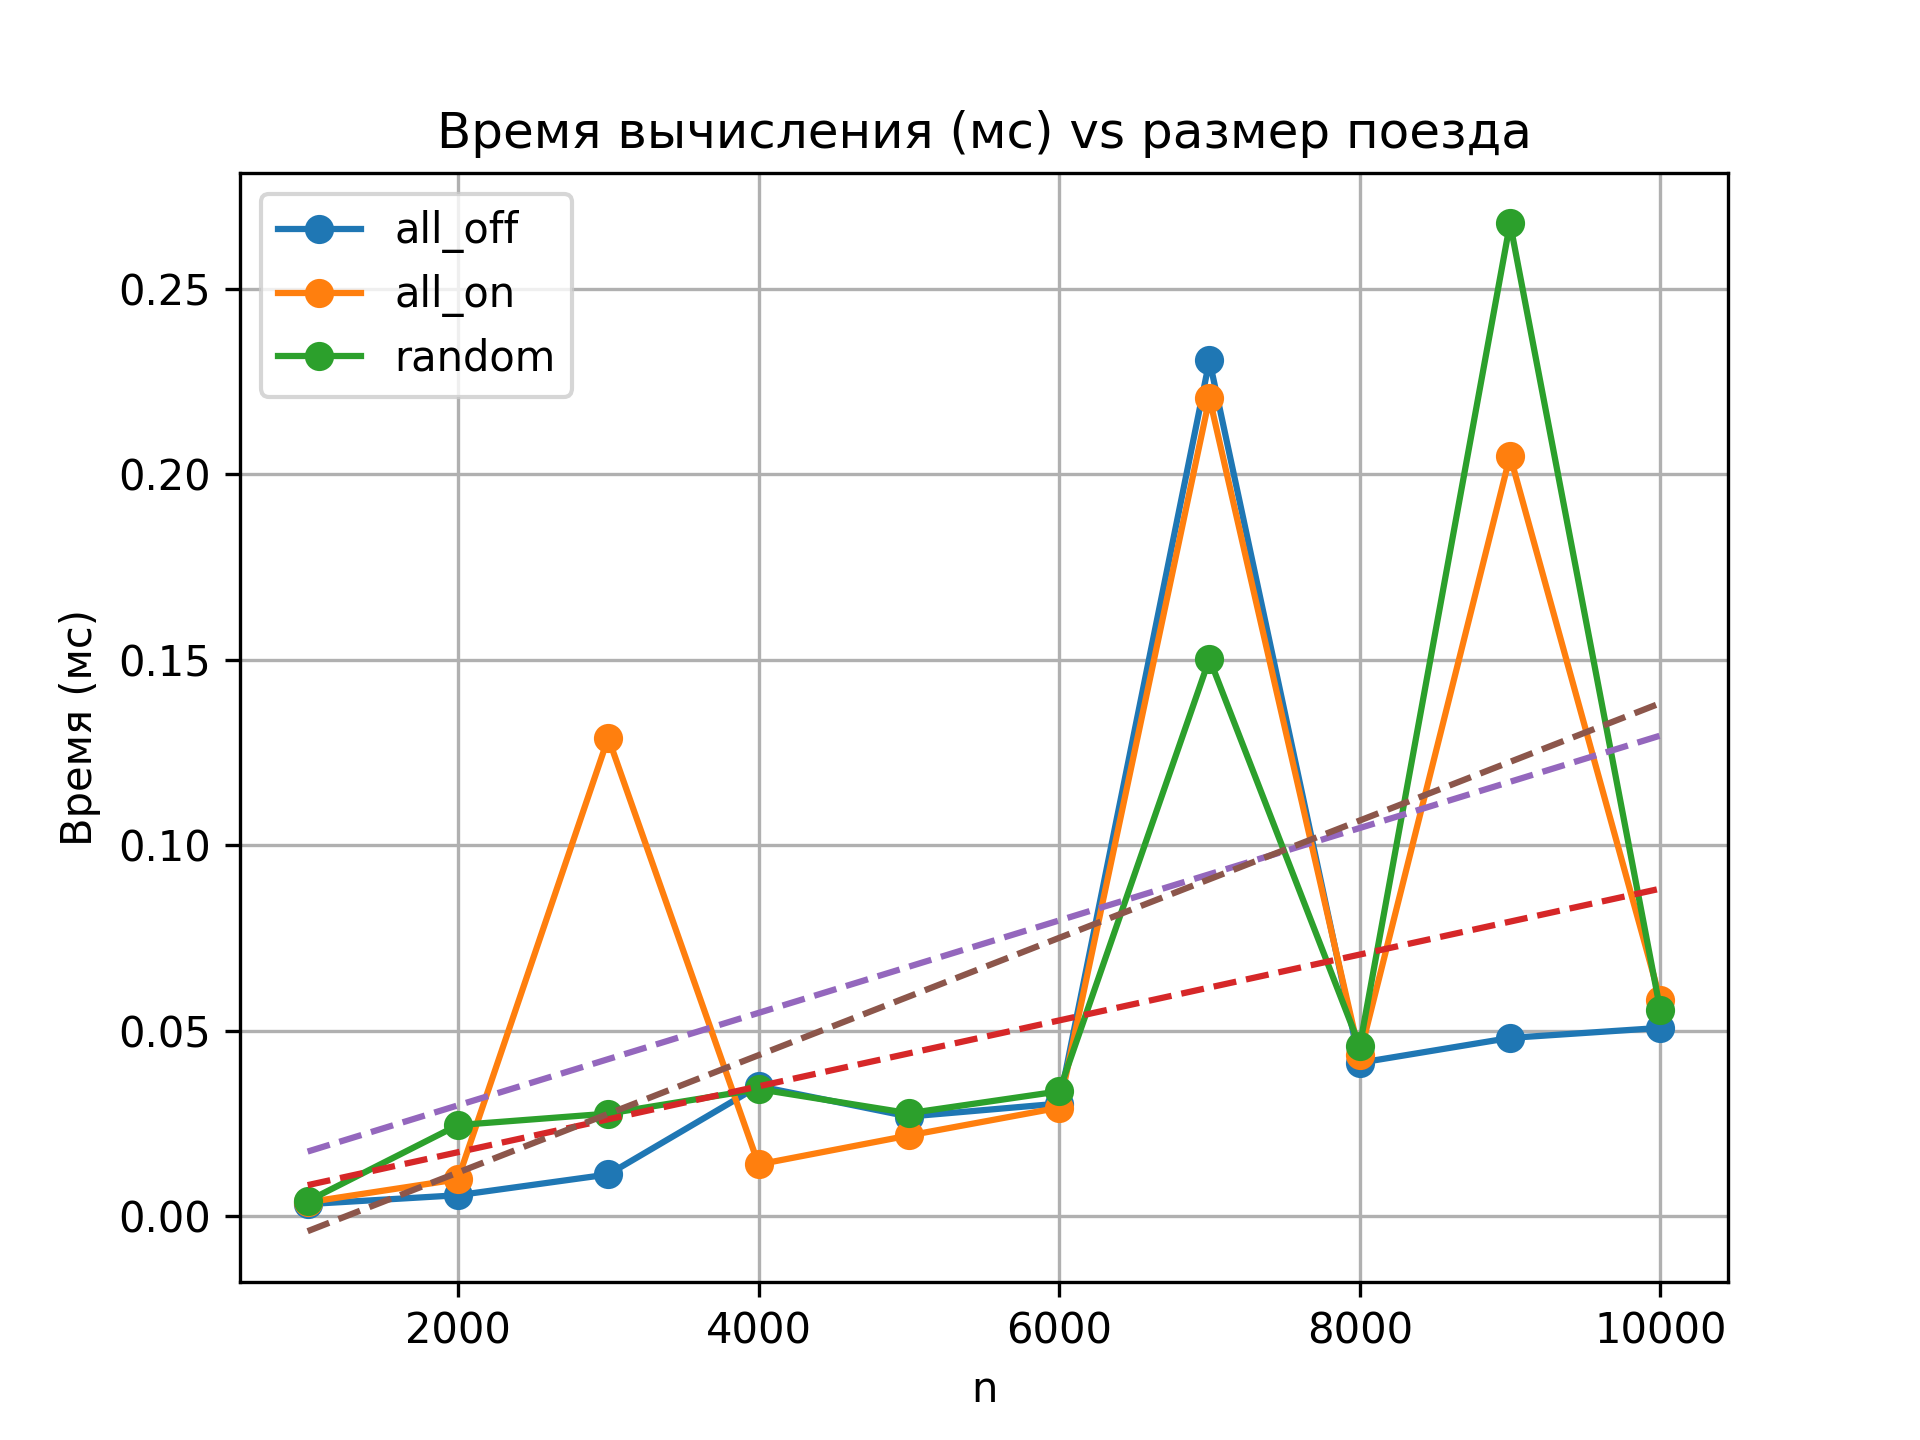 Время вычисления (мс) vs размер поезда
all_off
all_on
random
0.25
0.20
0.15
0.10
0.05
0.00
Время (мс)
2000 4000 6000 8000 10000
n